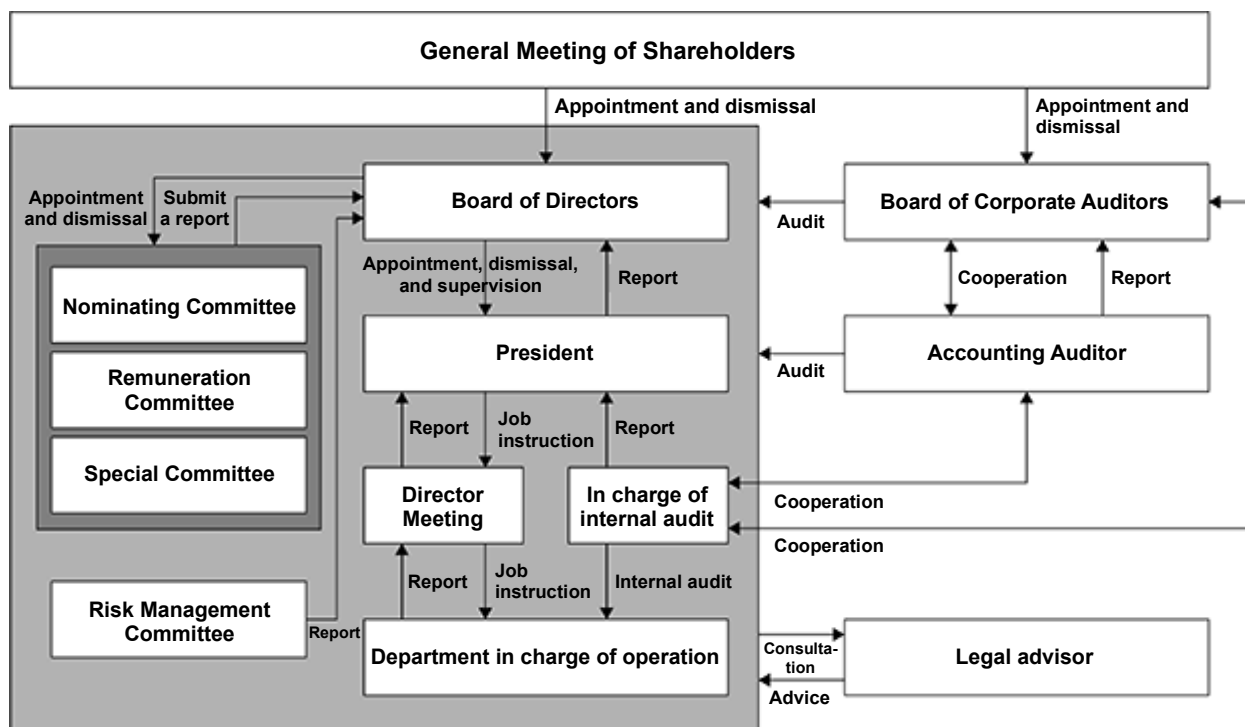 General Meeting of Shareholders
Appointment and dismissal
Appointment and
dismissal
Appointment
and dismissal
Submit
a report
Board of Directors
Audit
Board of Corporate Auditors
Nominating Committee
Appointment, dismissal,
and supervision
Report
Cooperation
Report
President
Audit
Accounting Auditor
Remuneration
Committee
Report
Job
instruction
Report
Special Committee
Director
Meeting
In charge of
internal audit
Cooperation
Cooperation
Report
Job
instruction
Internal audit
Risk Management
Committee
Report
Department in charge of operation
Consulta-
tion
Advice
Legal advisor